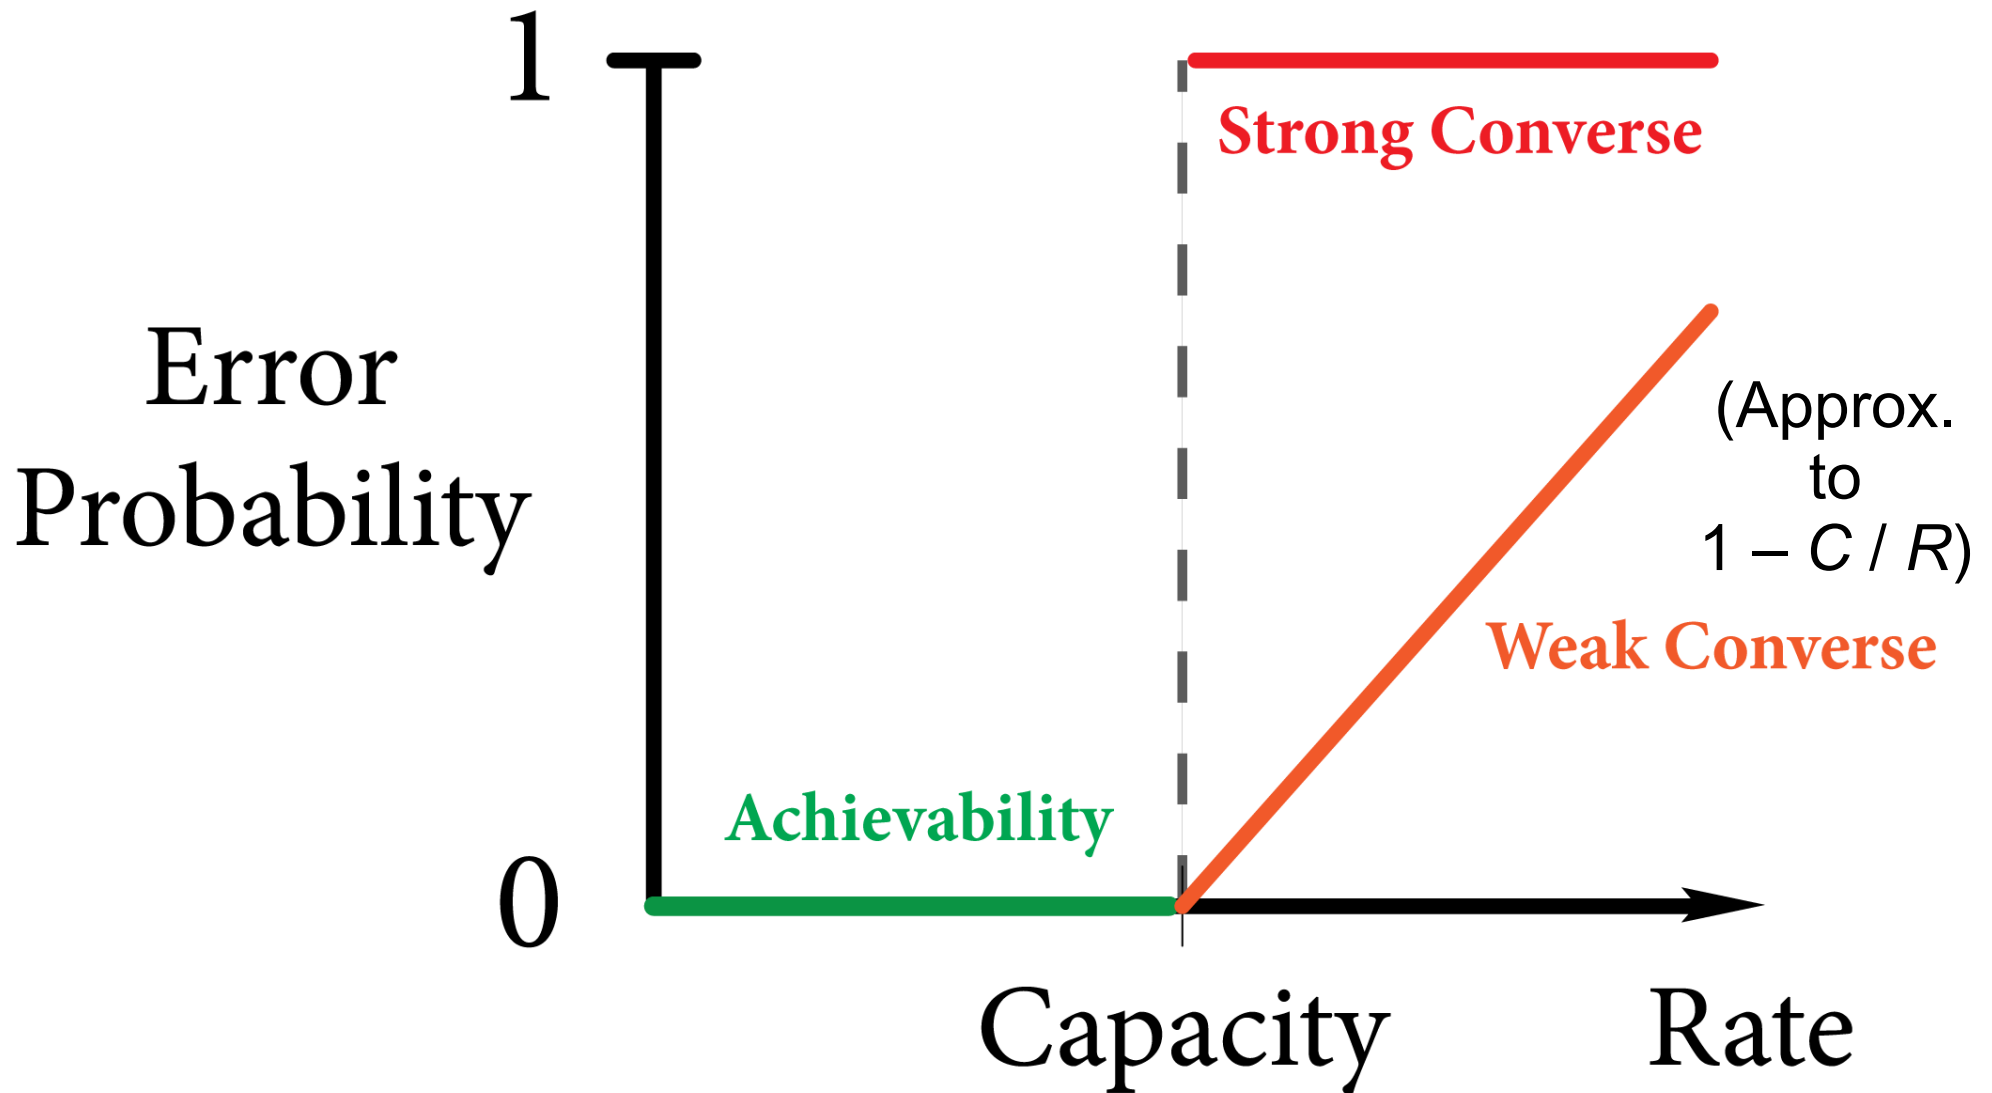 1
Strong Converse
Error
Probability
(Approx.
to
1 – C / R)
Weak Converse
Achievability
0
Capacity
Rate